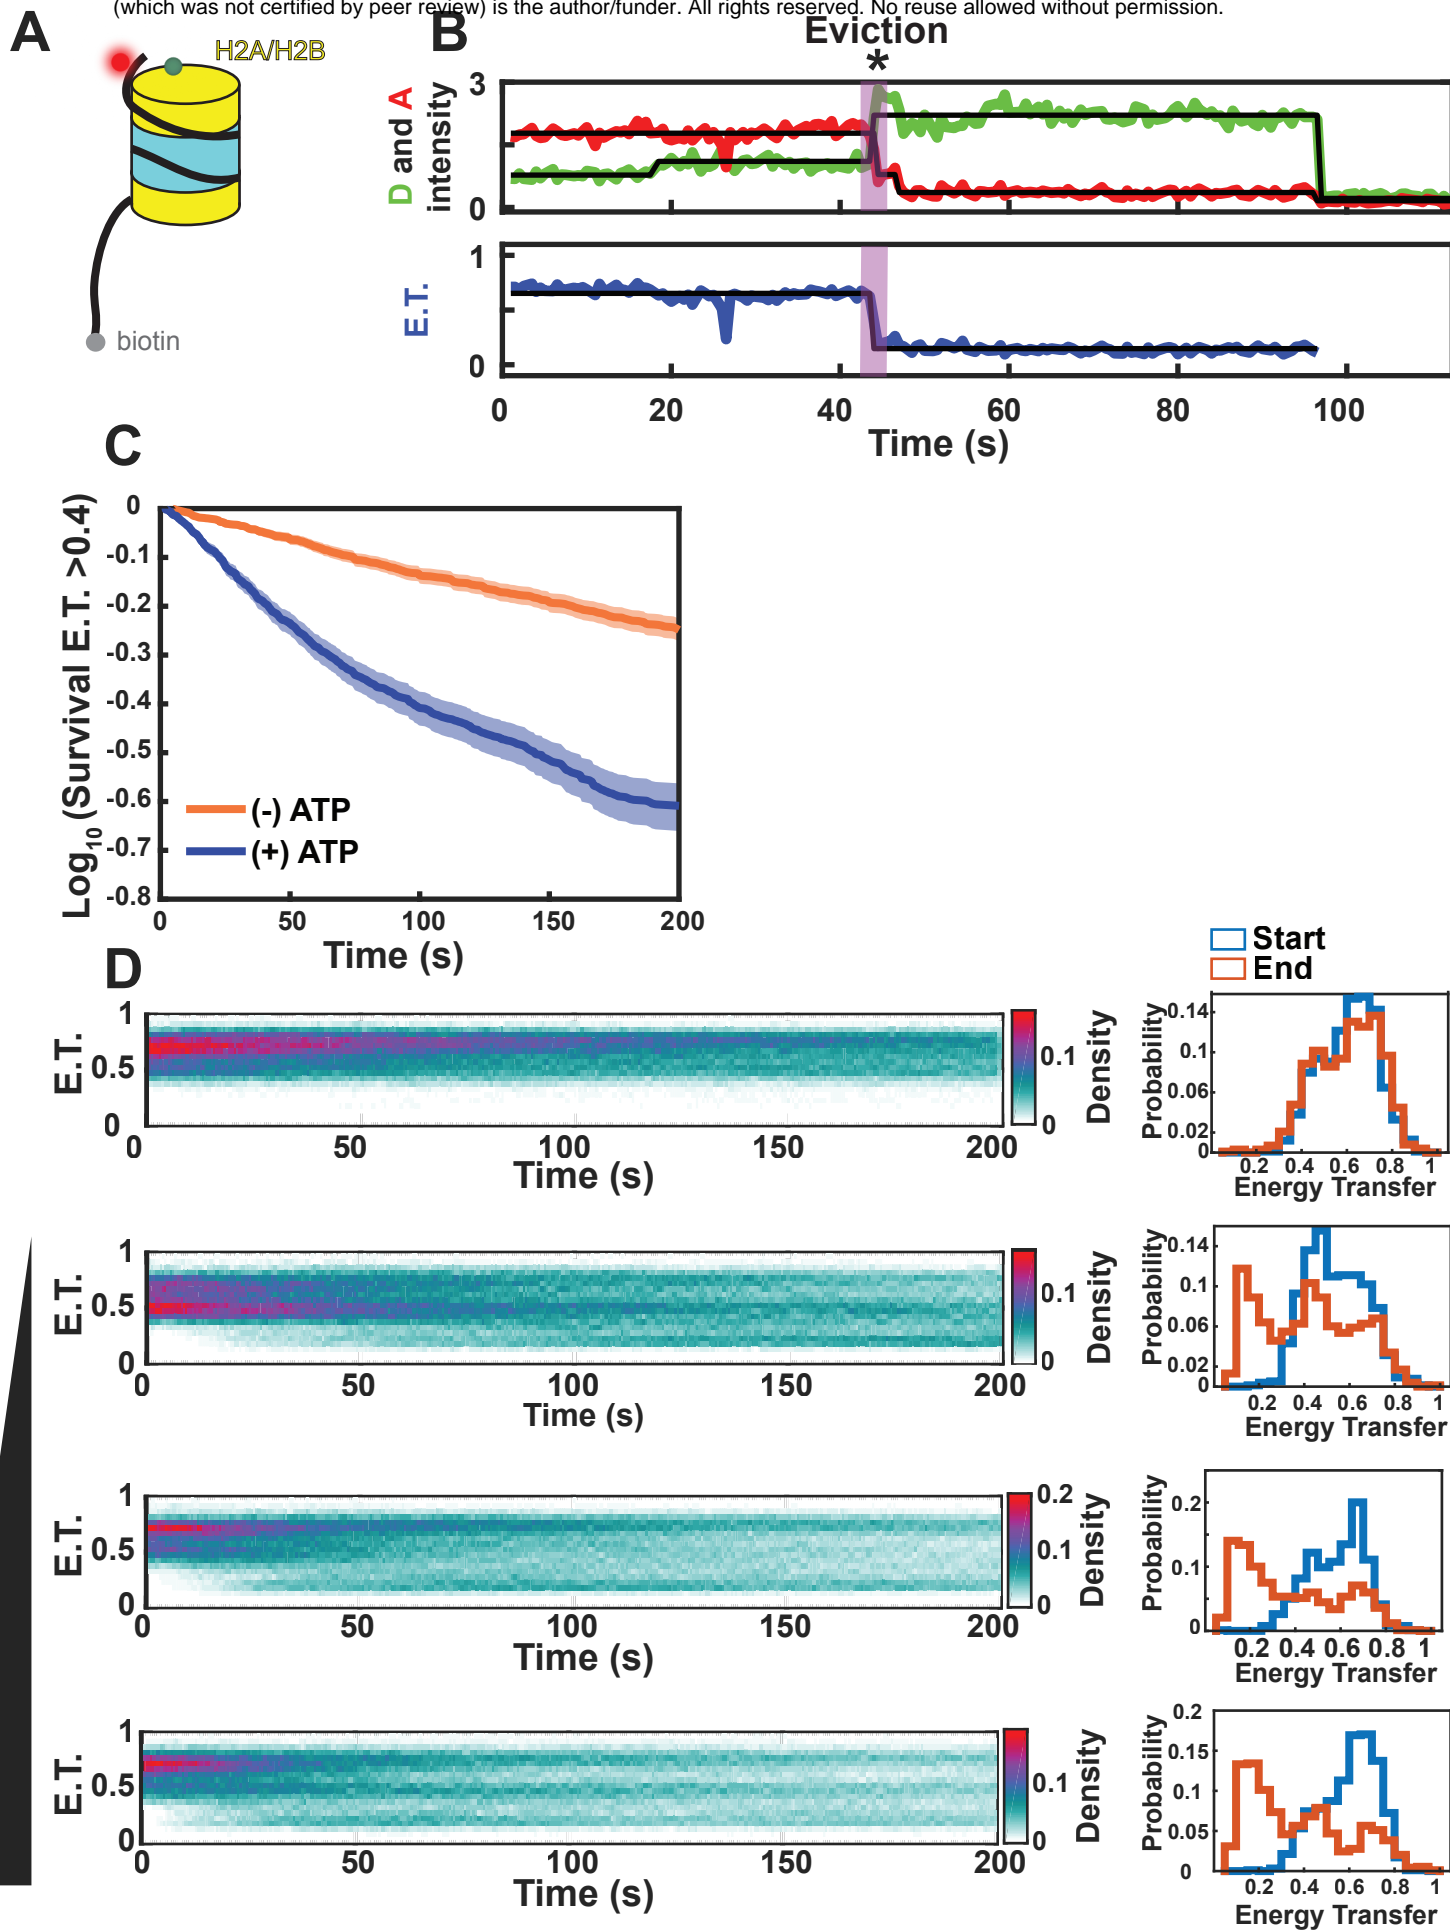 (which was not certified by peer review) is the author/funder. All rights reserved. No reuse allowed without permission.
A
H2A/H2B
biotin
B
Eviction
*
D and A
intensity
3
0
E.T.
1
0
0 20 40 60 80 100
Time (s)
C
Log10 (Survival E.T. >0.4)
0
-0.1
-0.2
-0.3
-0.4
-0.5
-0.6
-0.7
-0.8
(-) ATP
(+) ATP
0 50 100 150 200
Time (s)
D
Start
End
E.T.
1
0.5
0
0 50 100 150 200
Time (s)
0.1
0
Density
Probability
0.14
0.1
0.06
0.02
0
0.2 0.4 0.6 0.8 1
Energy Transfer
E.T.
1
0.5
0
0 50 100 150 200
Time (s)
0.1
0
Density
Probability
0.14
0.1
0.06
0.02
0
0.2 0.4 0.6 0.8 1
Energy Transfer
E.T.
1
0.5
0
0 50 100 150 200
Time (s)
0.2
0.1
0
Density
Probability
0.2
0.1
0
0.2 0.4 0.6 0.8 1
Energy Transfer
E.T.
1
0.5
0
0 50 100 150 200
Time (s)
0.1
0
Density
Probability
0.2
0.15
0.1
0.05
0
0.2 0.4 0.6 0.8 1
Energy Transfer